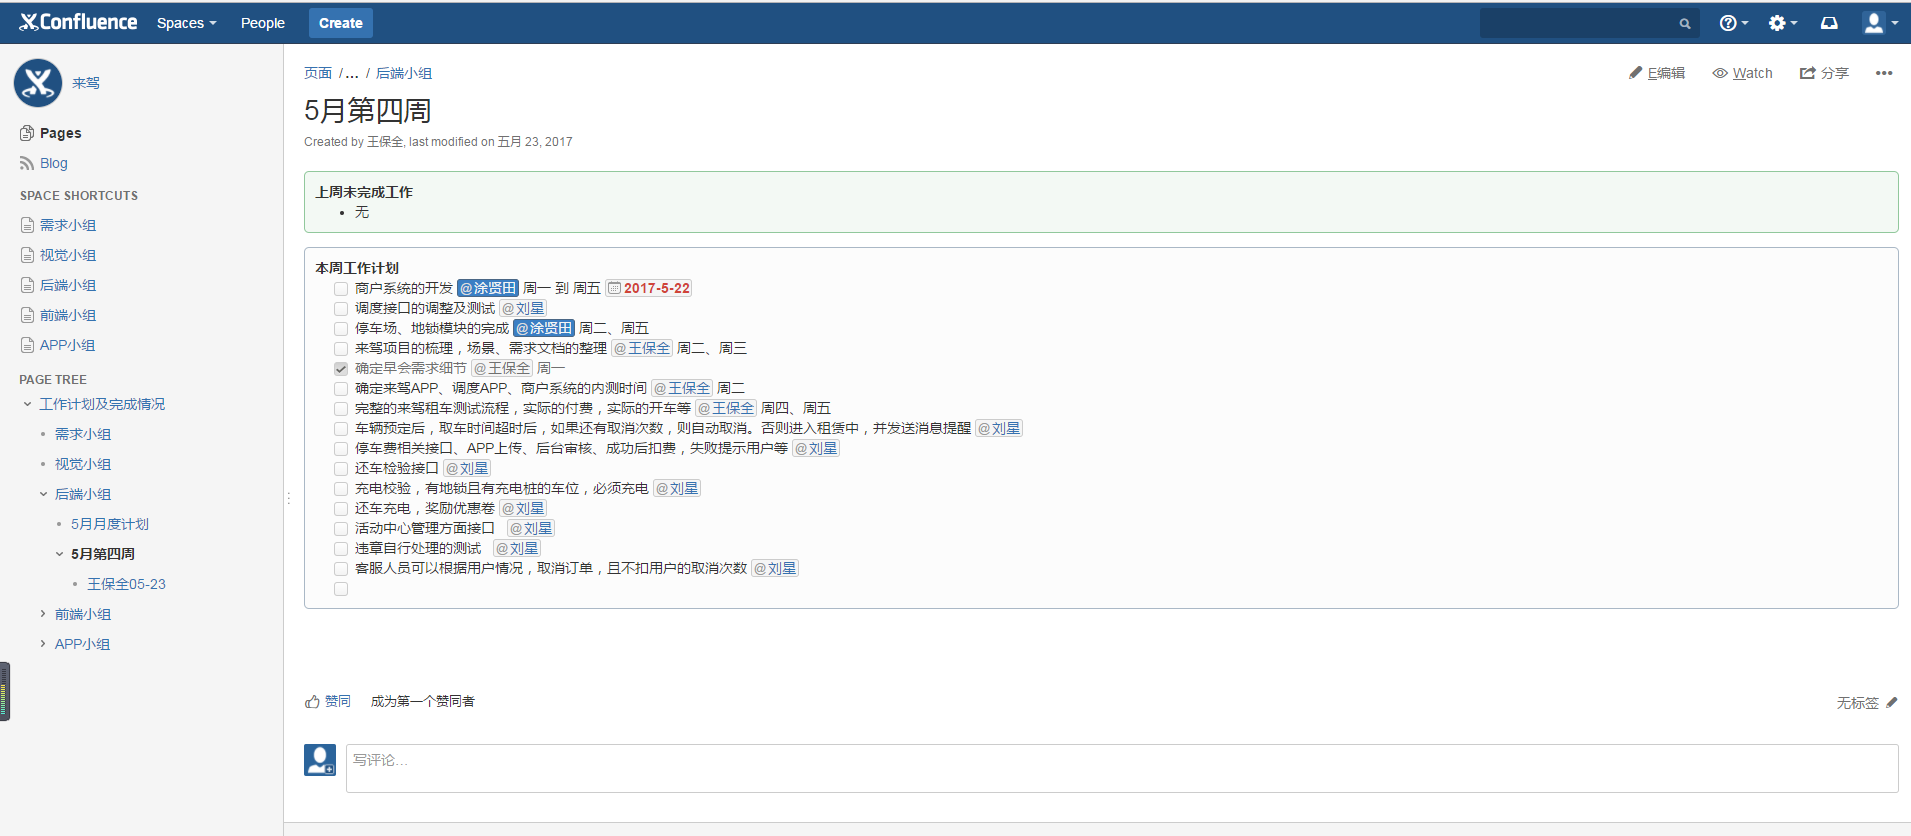 Confluence Spaces People Create
来驾
Pages
Blog
SPACE SHORTCUTS
需求小组
视觉小组
后端小组
前端小组
APP小组
PAGE TREE
工作计划及完成情况
需求小组
视觉小组
后端小组
5月月度计划
5月第四周
王保全05-23
前端小组
APP小组
页面 /... / 后端小组
E编辑 Watch 分享
5月第四周
Created by 王保全, last modified on 五月 23, 2017
上周未完成工作
无
本周工作计划
商户系统的开发 @涂贤田 周一 到 周五 2017-5-22
调度接口的调整及测试 @刘星
停车场、地锁模块的完成 @涂贤田 周二、周五
来驾项目的梳理，场景、需求文档的整理 @王保全 周二、周三
确定早会需求细节 @王保全 周一
确定来驾APP、调度APP、商户系统的内测时间 @王保全 周二
完整的来驾租车测试流程，实际的付费，实际的开车等 @王保全 周四、周五
车辆预定后，取车时间超时后，如果还有取消次数，则自动取消。否则进入租赁中，并发送消息提醒 @刘星
停车费相关接口、APP上传、后台审核、成功后扣费，失败提示用户等 @刘星
还车检验接口 @刘星
充电校验，有地锁且有充电桩的车位，必须充电 @刘星
还车充电，奖励优惠卷 @刘星
活动中心管理方面接口 @刘星
违章自行处理的测试 @刘星
客服人员可以根据用户情况，取消订单，且不扣用户的取消次数 @刘星
赞同 成为第一个赞同者
无标签
写评论...